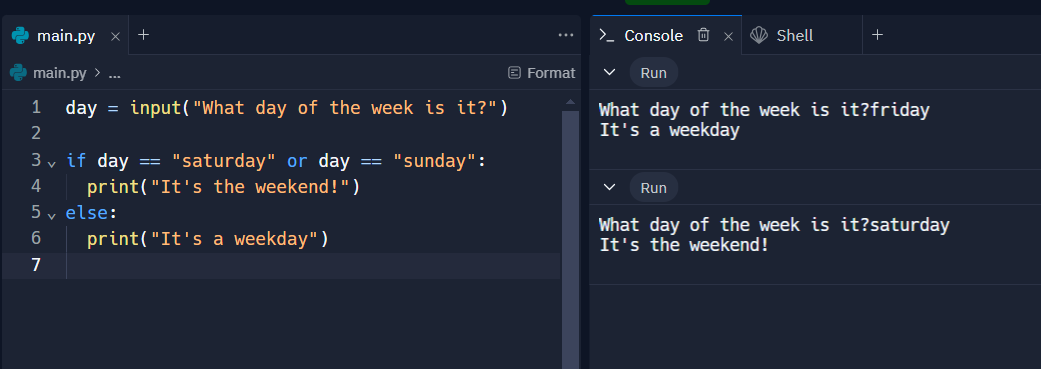 main.py
main.py > ...
Format
1 day = input("What day of the week is it?")
2
3 if day == "saturday" or day == "sunday":
4   print("It's the weekend!")
5 else:
6   print("It's a weekday")
7
Console
Shell
Run
What day of the week is it?friday
It's a weekday
Run
What day of the week is it?saturday
It's the weekend!